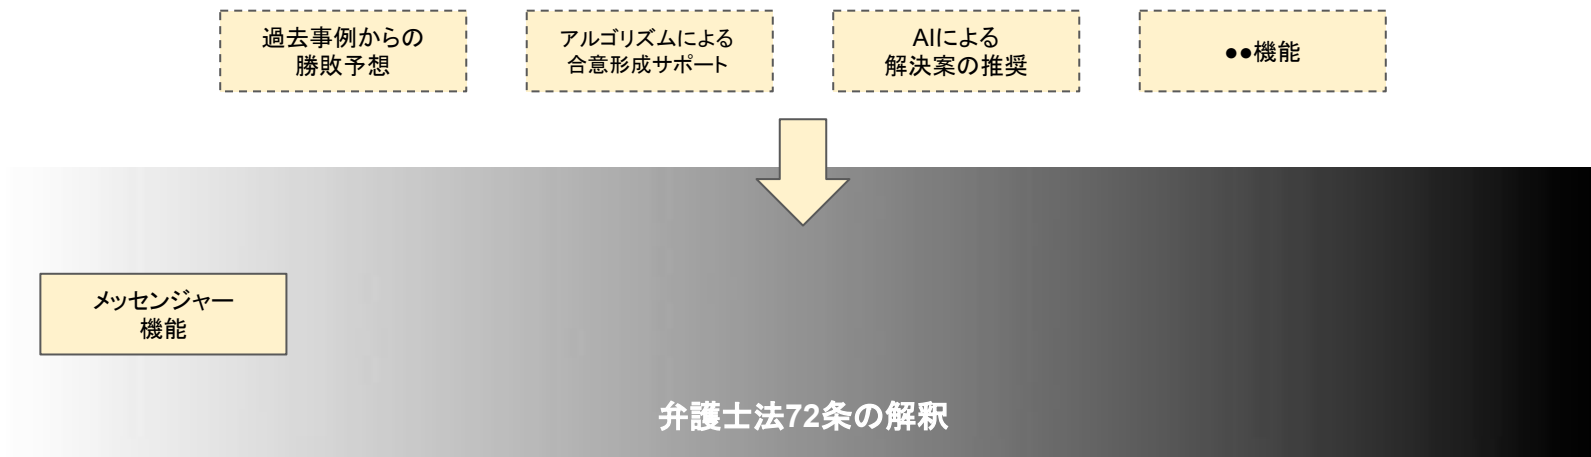 過去事例からの
勝敗予想
アルゴリズムによる
合意形成サポート
AIによる
解決案の推奨
●●機能
メッセンジャー
機能
弁護士法72条の解釈